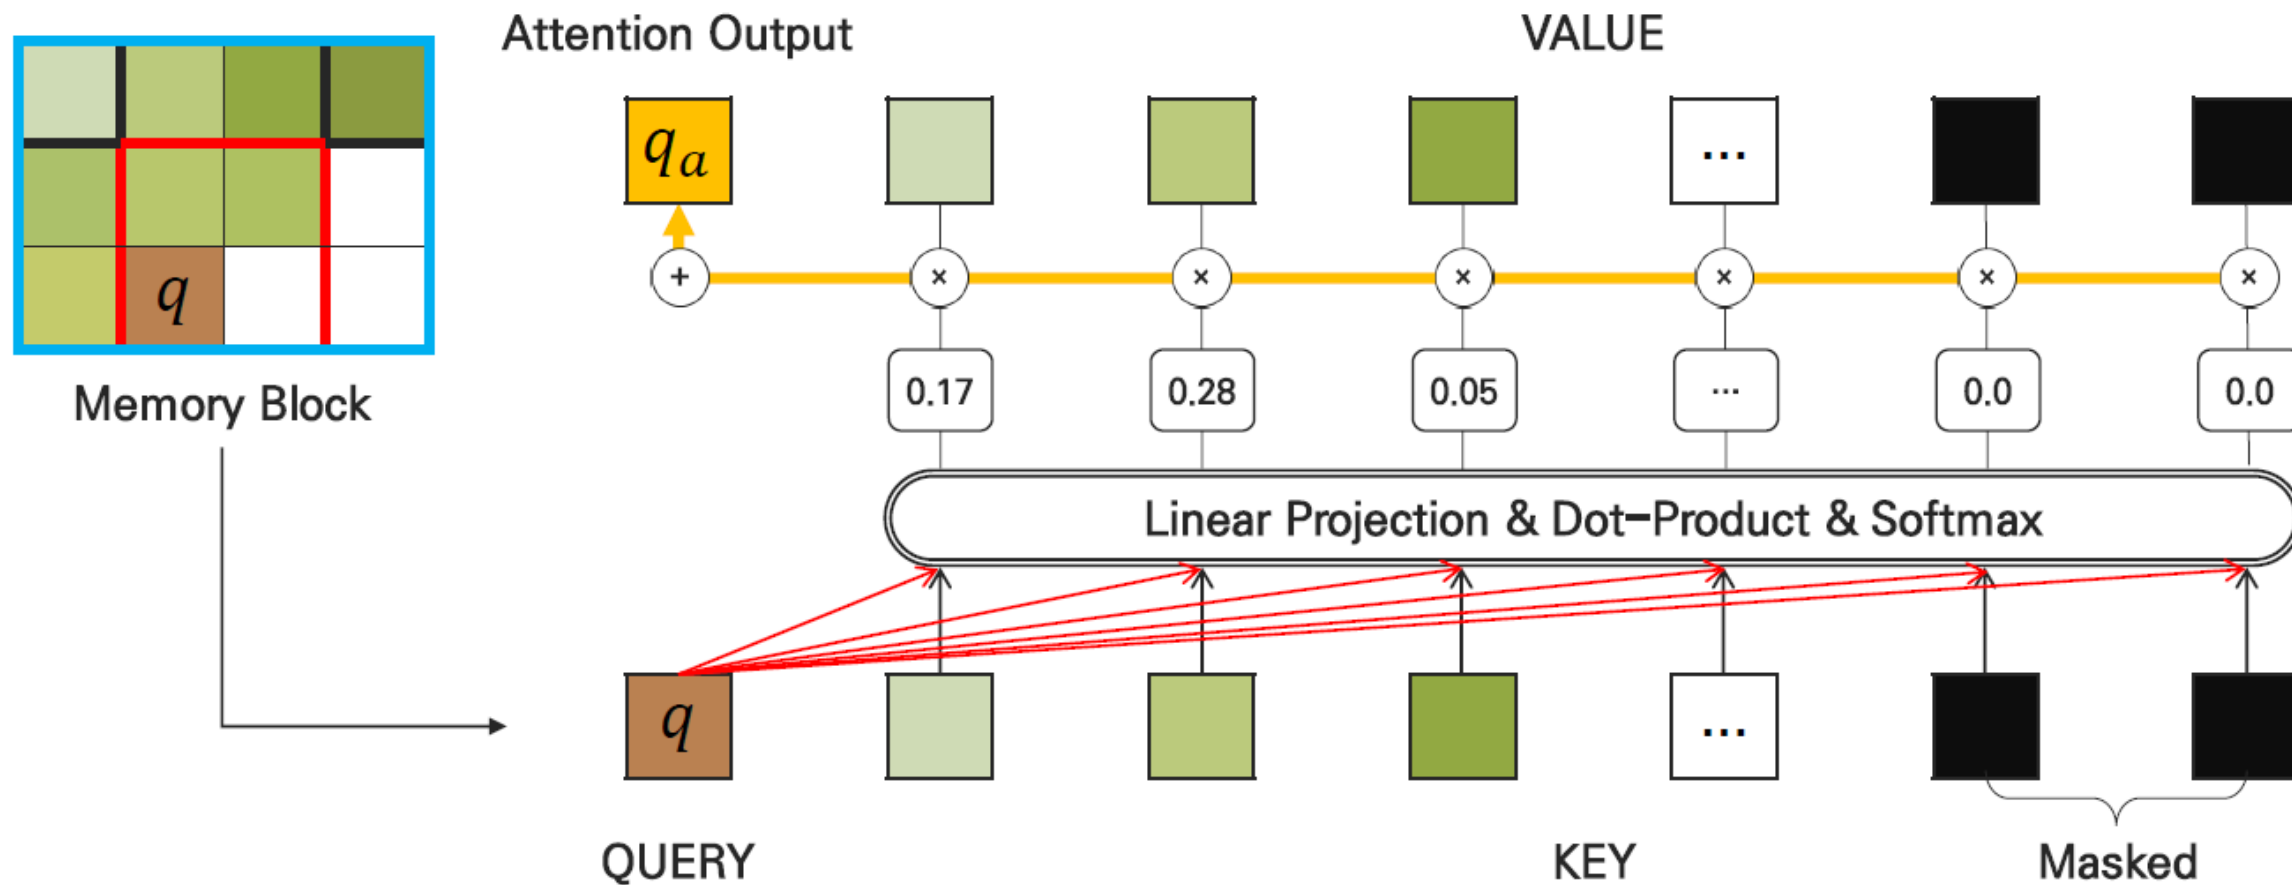 Attention Output
VALUE
qₐ
...
+ × × × × × ×
q
0.17 0.28 0.05 ... 0.0 0.0
Memory Block
Linear Projection & Dot-Product & Softmax
q
...
QUERY
KEY
Masked